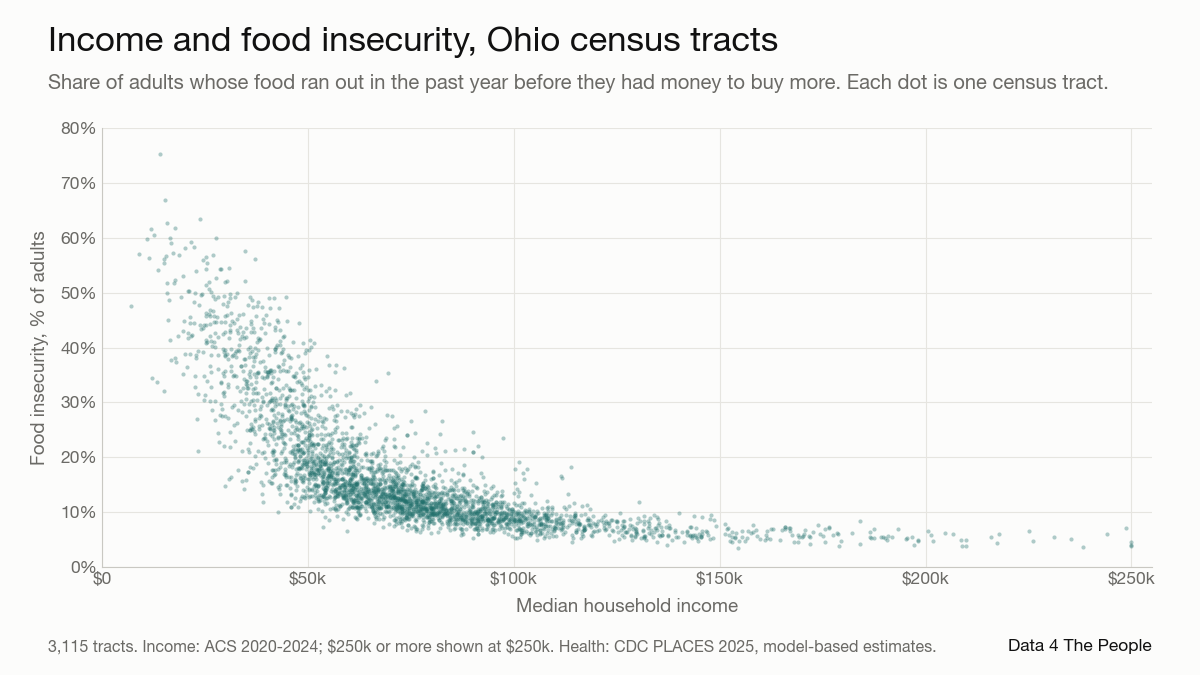 Income and food insecurity, Ohio census tracts
Share of adults whose food ran out in the past year before they had money to buy more. Each dot is one census tract.
Food insecurity, % of adults
80%
70%
60%
50%
40%
30%
20%
10%
0%
$0
$50k
$100k
$150k
$200k
$250k
Median household income
3,115 tracts. Income: ACS 2020-2024; $250k or more shown at $250k. Health: CDC PLACES 2025, model-based estimates.
Data 4 The People